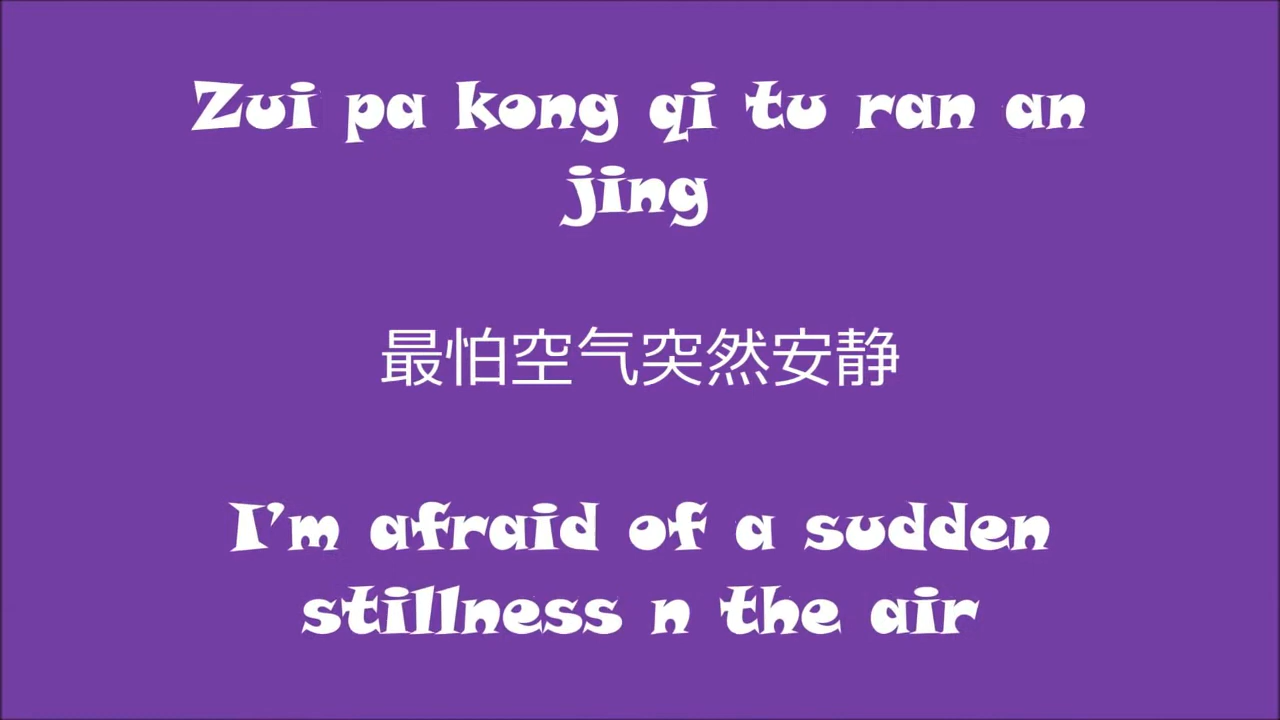 Zui pa kong qi tu ran an
jing
最怕空气突然安静
I'm afraid of a sudden
stillness n the air